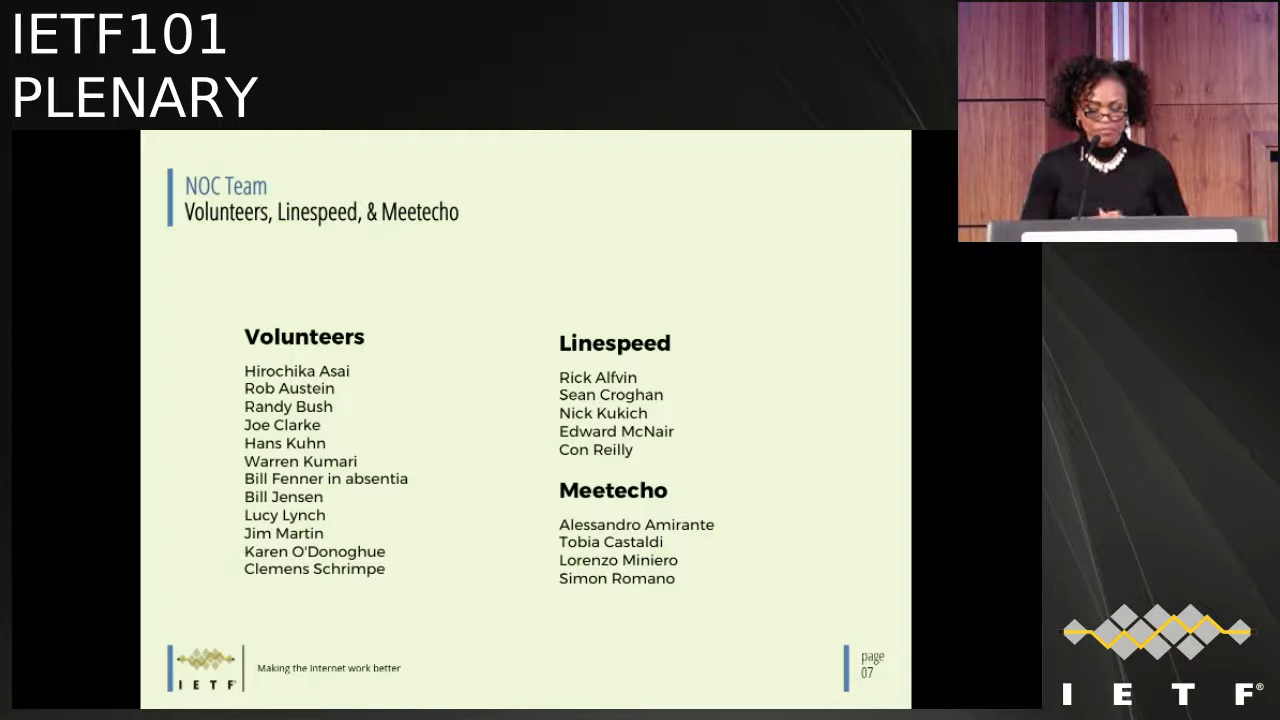 IETF101
PLENARY
NOC Team
Volunteers, Linespeed, & Meetecho
Volunteers
Hirochika Asai
Rob Austein
Randy Bush
Joe Clarke
Hans Kuhn
Warren Kumari
Bill Fenner in absentia
Bill Jensen
Lucy Lynch
Jim Martin
Karen O'Donoghue
Clemens Schrimpe
Linespeed
Rick Alfvin
Sean Croghan
Nick Kukich
Edward McNair
Con Reilly
Meetecho
Alessandro Amirante
Tobia Castaldi
Lorenzo Miniero
Simon Romano
I E T F
Making the Internet work better
page
07
I E T F®